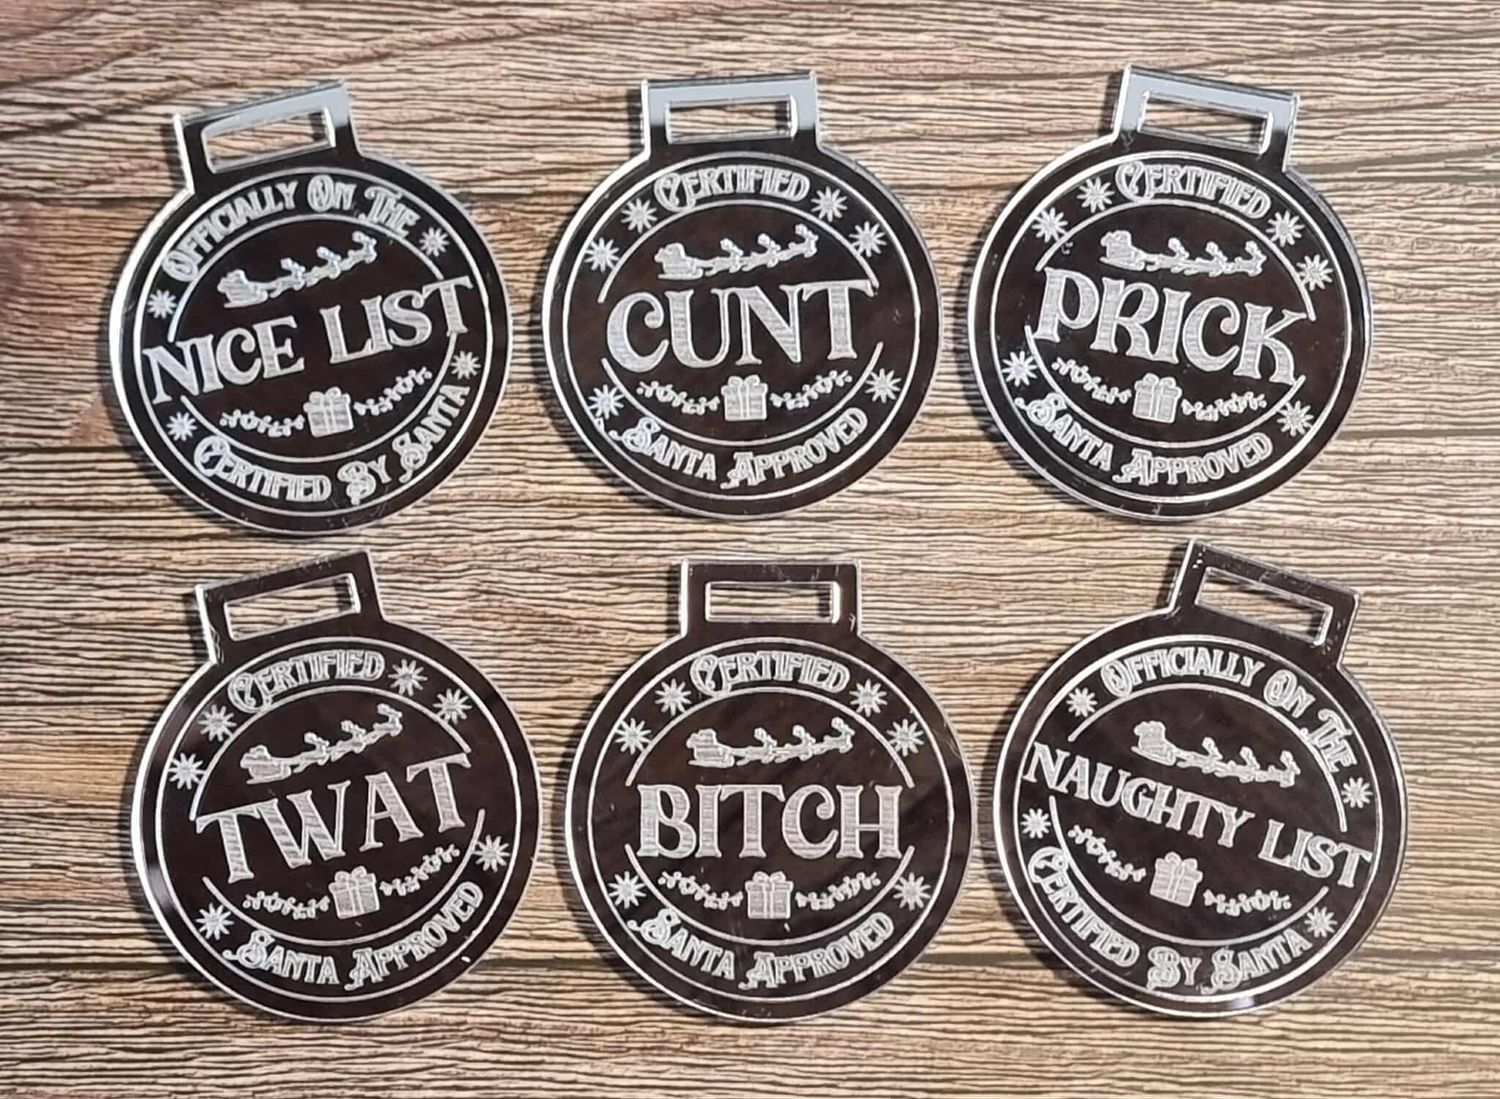 Officially On The
NICE LIST
Certified By Santa
Certified
CUNT
Santa Approved
Certified
PRICK
Santa Approved
Certified
TWAT
Santa Approved
Certified
BITCH
Santa Approved
Officially On The
NAUGHTY LIST
Certified By Santa